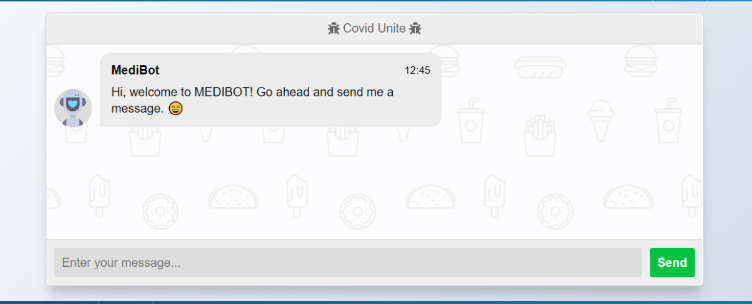 Covid Unite
MediBot 12:45
Hi, welcome to MEDIBOT! Go ahead and send me a
message. 😄
Enter your message... Send